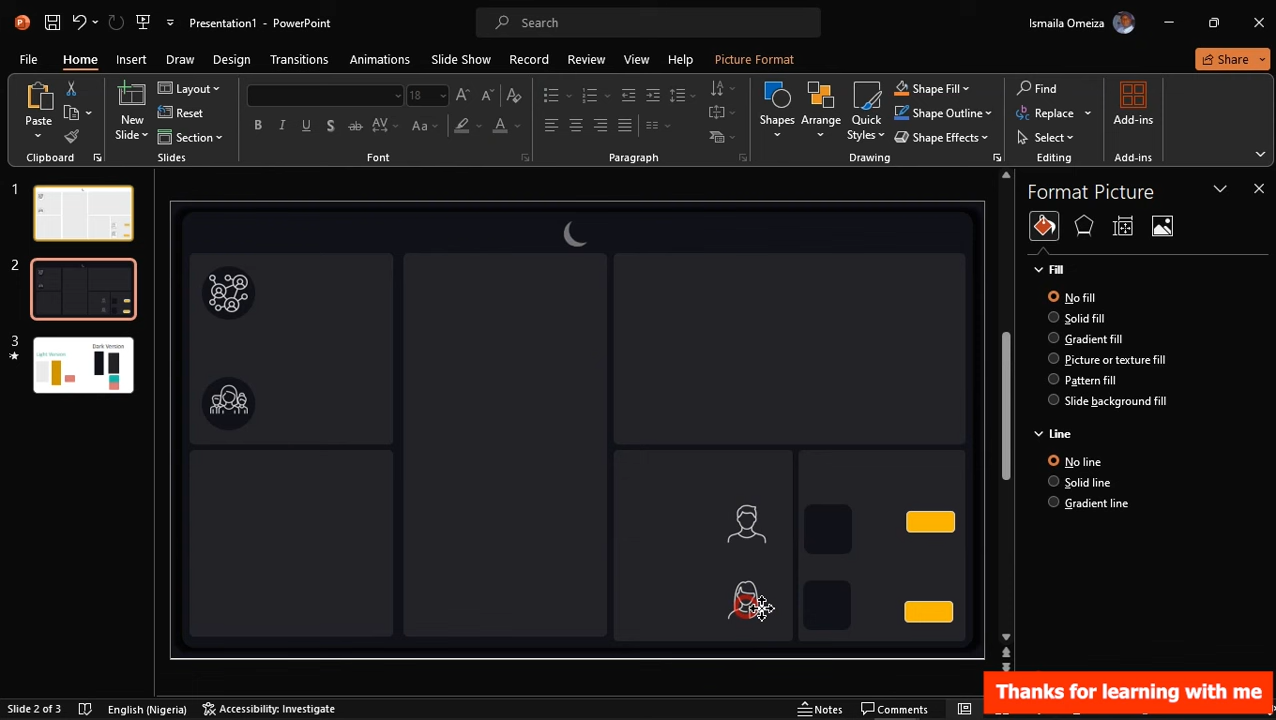 Presentation1 - PowerPoint
Search
Ismaila Omeiza
File Home Insert Draw Design Transitions Animations Slide Show Record Review View Help Picture Format
Share
Paste
New
Slide
Layout
Reset
Section
18
Aa
Shapes
Arrange
Quick
Styles
Shape Fill
Shape Outline
Shape Effects
Find
Replace
Select
Add-ins
Clipboard
Slides
Font
Paragraph
Drawing
Editing
Add-ins
1
2
3
Light Version
Dark Version
Format Picture
Fill
No fill
Solid fill
Gradient fill
Picture or texture fill
Pattern fill
Slide background fill
Line
No line
Solid line
Gradient line
Thanks for learning with me
Slide 2 of 3
English (Nigeria)
Accessibility: Investigate
Notes
Comments